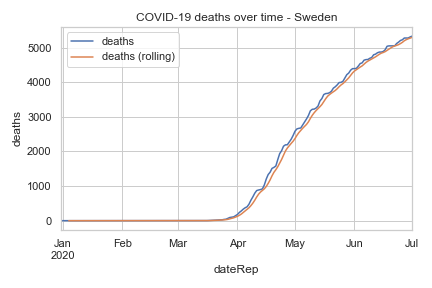 COVID-19 deaths over time - Sweden
deaths
deaths (rolling)
deaths
5000
4000
3000
2000
1000
0
Jan Feb Mar Apr May Jun Jul
2020
dateRep